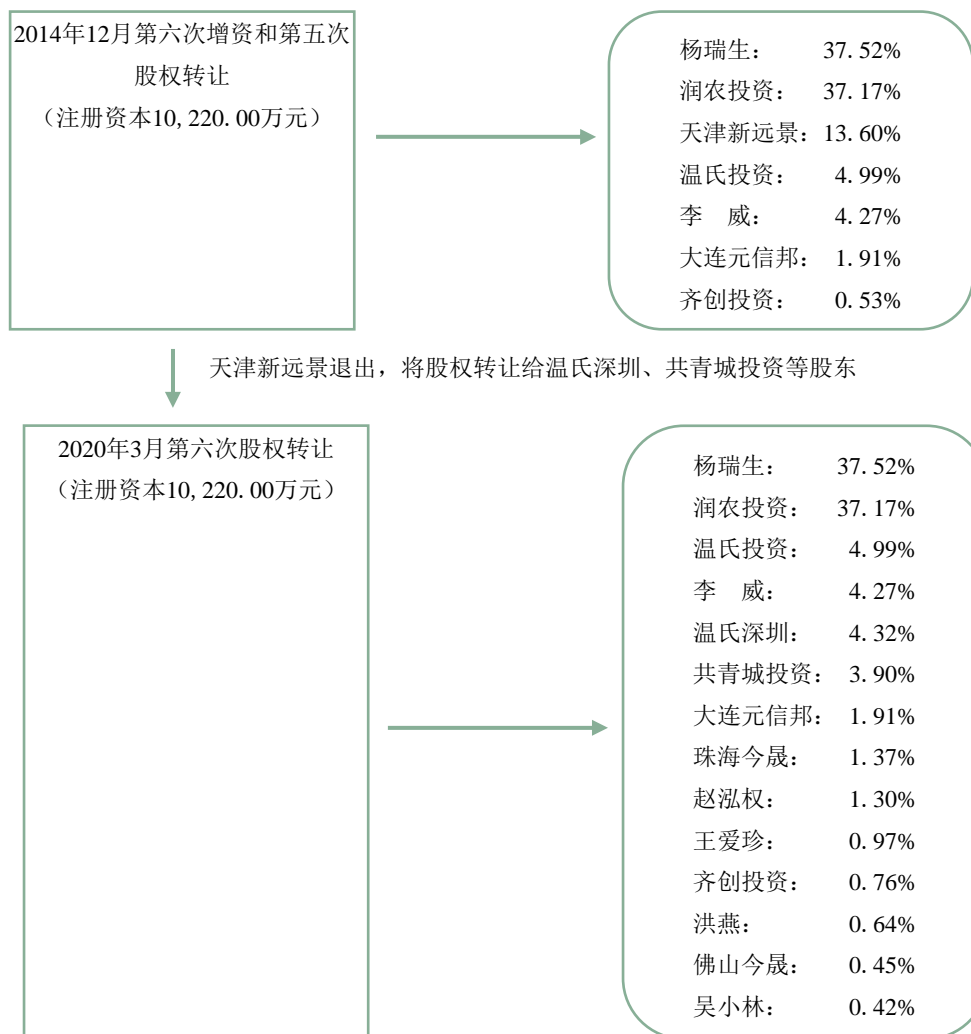 2014年12月第六次增资和第五次
股权转让
（注册资本10,220.00万元）
杨瑞生： 37.52%
润农投资： 37.17%
天津新远景：13.60%
温氏投资： 4.99%
李　威： 4.27%
大连元信邦： 1.91%
齐创投资： 0.53%
天津新远景退出，将股权转让给温氏深圳、共青城投资等股东
2020年3月第六次股权转让
（注册资本10,220.00万元）
杨瑞生： 37.52%
润农投资： 37.17%
温氏投资： 4.99%
李　威： 4.27%
温氏深圳： 4.32%
共青城投资： 3.90%
大连元信邦： 1.91%
珠海今晟： 1.37%
赵泓权： 1.30%
王爱珍： 0.97%
齐创投资： 0.76%
洪燕： 0.64%
佛山今晟： 0.45%
吴小林： 0.42%